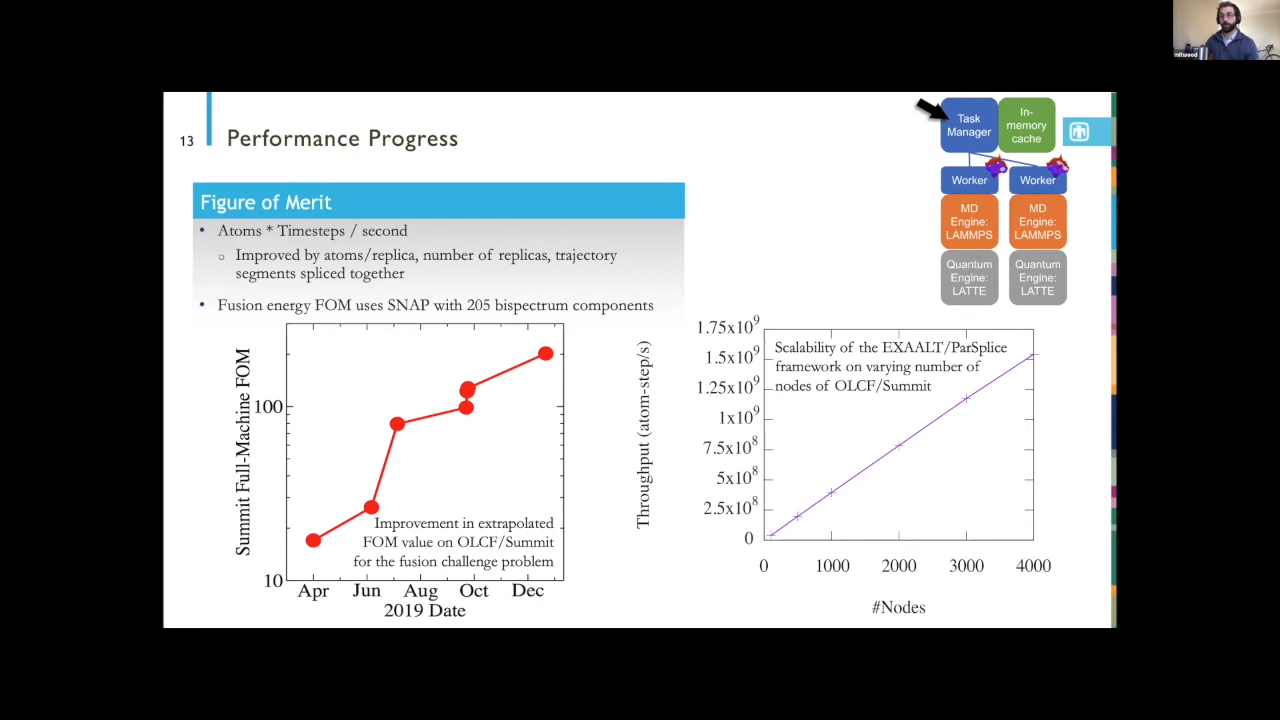 mitwood
13
Performance Progress
Task
Manager
In-
memory
cache
Worker
Worker
MD
Engine:
LAMMPS
MD
Engine:
LAMMPS
Quantum
Engine:
LATTE
Quantum
Engine:
LATTE
Figure of Merit
• Atoms * Timesteps / second
o Improved by atoms/replica, number of replicas, trajectory
segments spliced together
• Fusion energy FOM uses SNAP with 205 bispectrum components
Summit Full-Machine FOM
100
10
Improvement in extrapolated
FOM value on OLCF/Summit
for the fusion challenge problem
Apr Jun Aug Oct Dec
2019 Date
Throughput (atom-step/s)
1.75x10⁹
1.5x10⁹
1.25x10⁹
1x10⁹
7.5x10⁸
5x10⁸
2.5x10⁸
0
Scalability of the EXAALT/ParSplice
framework on varying number of
nodes of OLCF/Summit
0 1000 2000 3000 4000
#Nodes